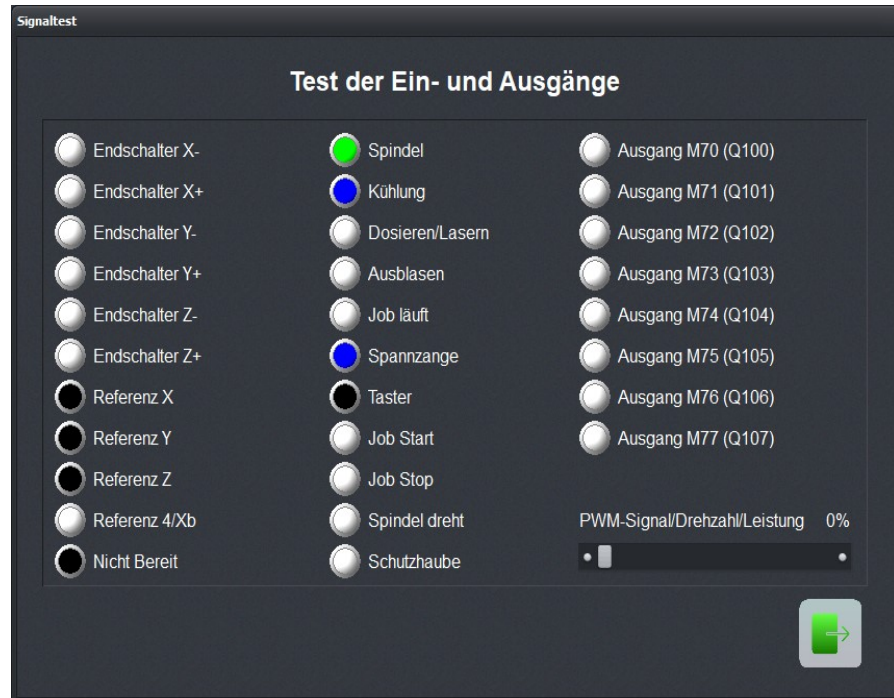 Signaltest
Test der Ein- und Ausgänge
Endschalter X-
Endschalter X+
Endschalter Y-
Endschalter Y+
Endschalter Z-
Endschalter Z+
Referenz X
Referenz Y
Referenz Z
Referenz 4/Xb
Nicht Bereit
Spindel
Kühlung
Dosieren/Lasern
Ausblasen
Job läuft
Spannzange
Taster
Job Start
Job Stop
Spindel dreht
Schutzhaube
Ausgang M70 (Q100)
Ausgang M71 (Q101)
Ausgang M72 (Q102)
Ausgang M73 (Q103)
Ausgang M74 (Q104)
Ausgang M75 (Q105)
Ausgang M76 (Q106)
Ausgang M77 (Q107)
PWM-Signal/Drehzahl/Leistung 0%